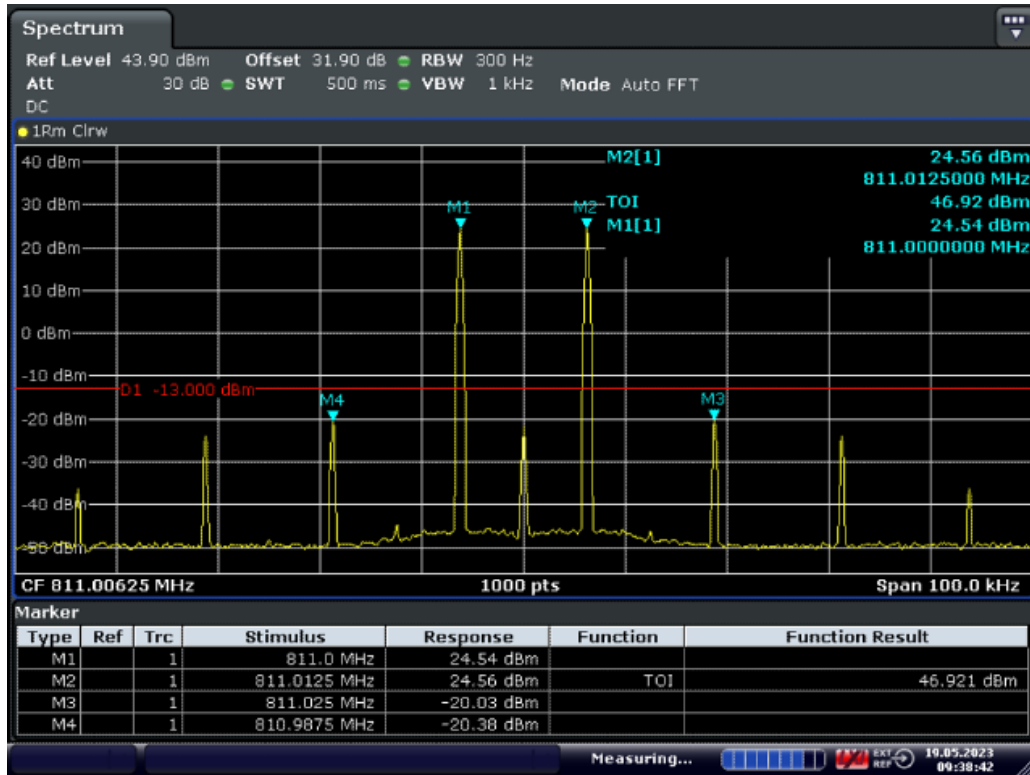 Spectrum
Ref Level 43.90 dBm Offset 31.90 dB RBW 300 Hz
Att 30 dB SWT 500 ms VBW 1 kHz Mode Auto FFT
DC
1Rm Clrw
40 dBm
M2[1] 24.56 dBm
811.0125000 MHz
30 dBm
M1
M2
TOI 46.92 dBm
M1[1] 24.54 dBm
20 dBm
811.0000000 MHz
10 dBm
0 dBm
-10 dBm
D1 -13.000 dBm
M4
M3
-20 dBm
-30 dBm
-40 dBm
-50 dBm
CF 811.00625 MHz 1000 pts Span 100.0 kHz
Marker
Type Ref Trc Stimulus Response Function Function Result
M1 1 811.0 MHz 24.54 dBm
M2 1 811.0125 MHz 24.56 dBm TOI 46.921 dBm
M3 1 811.025 MHz -20.03 dBm
M4 1 810.9875 MHz -20.38 dBm
Measuring... EXT REF 19.05.2023
09:38:42